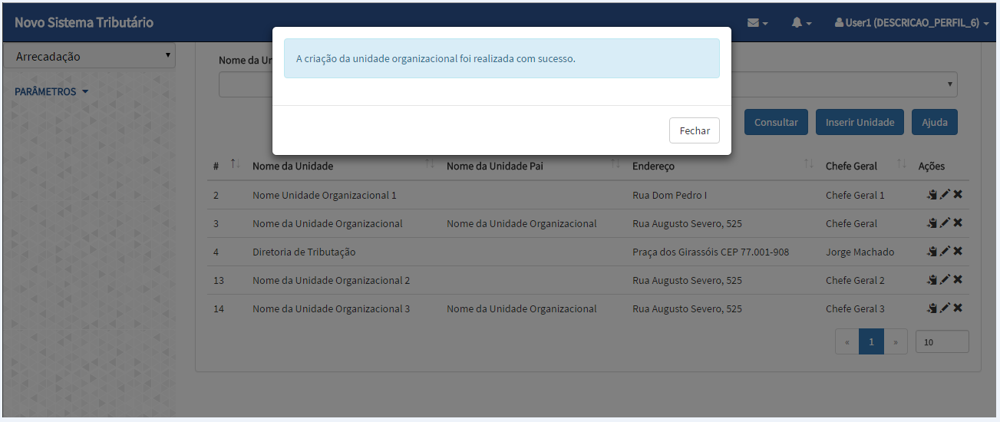 Novo Sistema Tributário
User1 (DESCRICAO_PERFIL_6)
A criação da unidade organizacional foi realizada com sucesso.
Fechar
Arrecadação
PARÂMETROS
Nome da Un
Consultar Inserir Unidade Ajuda
# Nome da Unidade Nome da Unidade Pai Endereço Chefe Geral Ações
2 Nome Unidade Organizacional 1 Rua Dom Pedro I Chefe Geral 1
3 Nome da Unidade Organizacional Nome da Unidade Organizacional Rua Augusto Severo, 525 Chefe Geral
4 Diretoria de Tributação Praça dos Girassóis CEP 77.001-908 Jorge Machado
13 Nome da Unidade Organizacional 2 Rua Augusto Severo, 525 Chefe Geral 2
14 Nome da Unidade Organizacional 3 Nome da Unidade Organizacional Rua Augusto Severo, 525 Chefe Geral 3
« 1 » 10